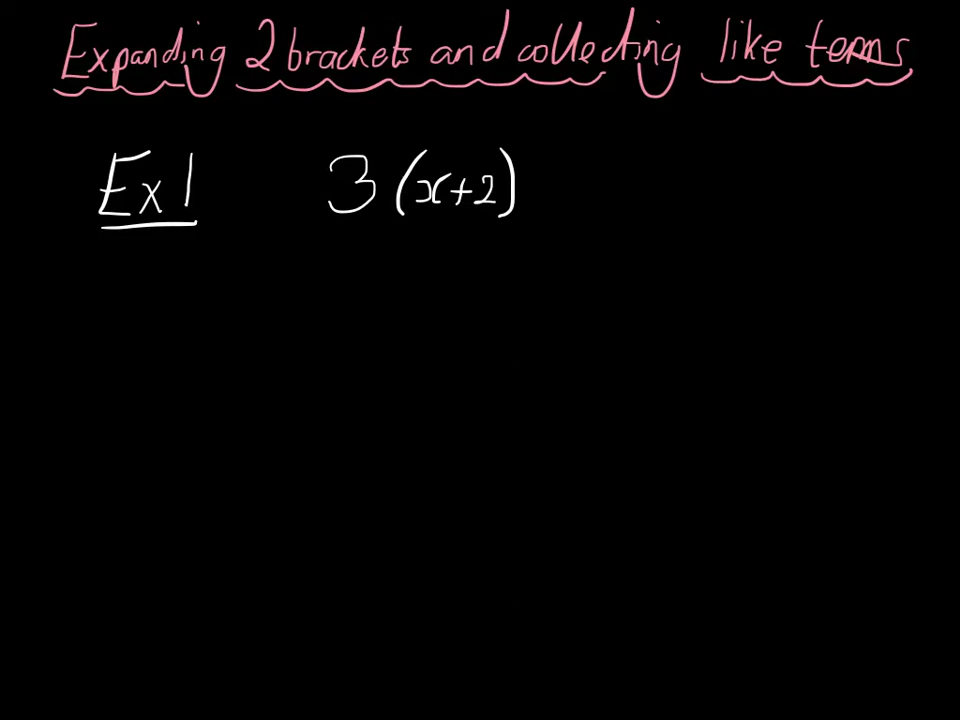 Expanding 2 brackets and collecting like terms
Ex 1 3 (x+2)